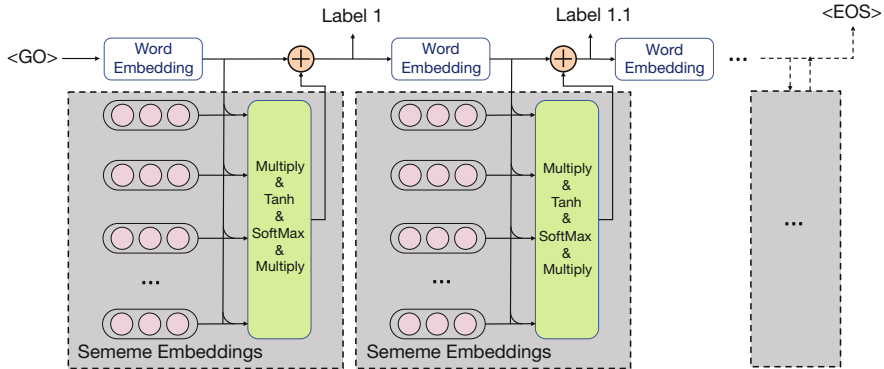 Label 1
Label 1.1
<EOS>
<GO>
Word
Embedding
Word
Embedding
Word
Embedding
...
Multiply
&
Tanh
&
SoftMax
&
Multiply
...
Sememe Embeddings
Multiply
&
Tanh
&
SoftMax
&
Multiply
...
Sememe Embeddings
...